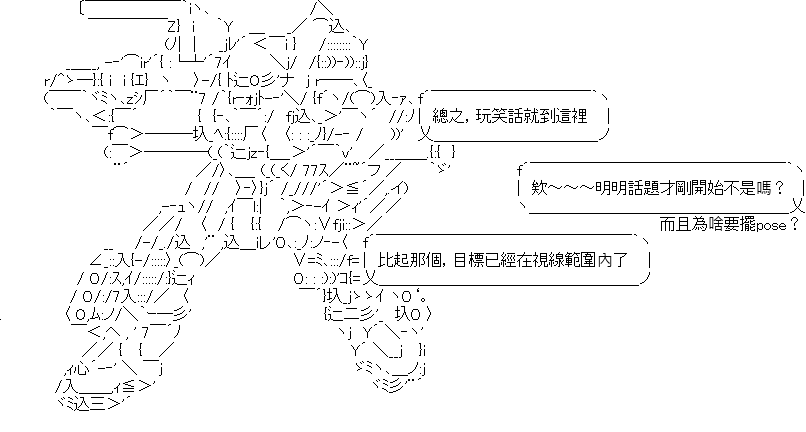 總之，玩笑話就到這裡
欸～～～明明話題才剛開始不是嗎？
而且為啥要擺pose？
比起那個，目標已經在視線範圍內了